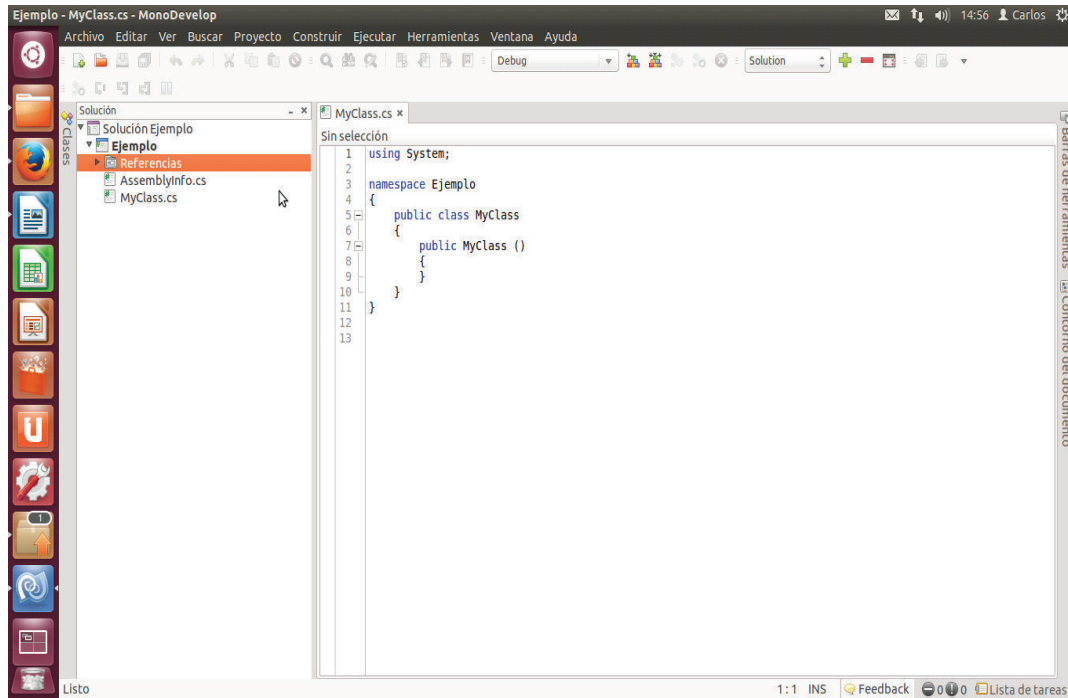 Ejemplo - MyClass.cs - MonoDevelop
14:56 Carlos
Archivo Editar Ver Buscar Proyecto Construir Ejecutar Herramientas Ventana Ayuda
Debug
Solution
Clases
Solución
Solución Ejemplo
Ejemplo
Referencias
AssemblyInfo.cs
MyClass.cs
MyClass.cs
Sin selección
1 using System;
2
3 namespace Ejemplo
4 {
5 public class MyClass
6 {
7 public MyClass ()
8 {
9 }
10 }
11 }
12
13
Barras de herramientas
Contorno del documento
1
Listo
1:1 INS Feedback 0 0 Lista de tareas